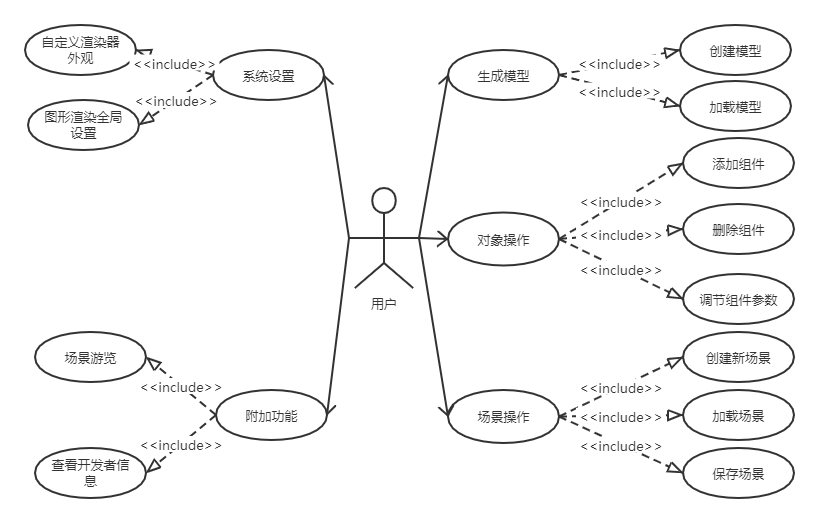 自定义渲染器
外观
<<include>>
系统设置
<<include>>
图形渲染全局
设置
生成模型
<<include>>
创建模型
<<include>>
加载模型
用户
对象操作
<<include>>
添加组件
<<include>>
删除组件
<<include>>
调节组件参数
场景游览
<<include>>
附加功能
<<include>>
查看开发者信
息
场景操作
<<include>>
创建新场景
<<include>>
加载场景
<<include>>
保存场景